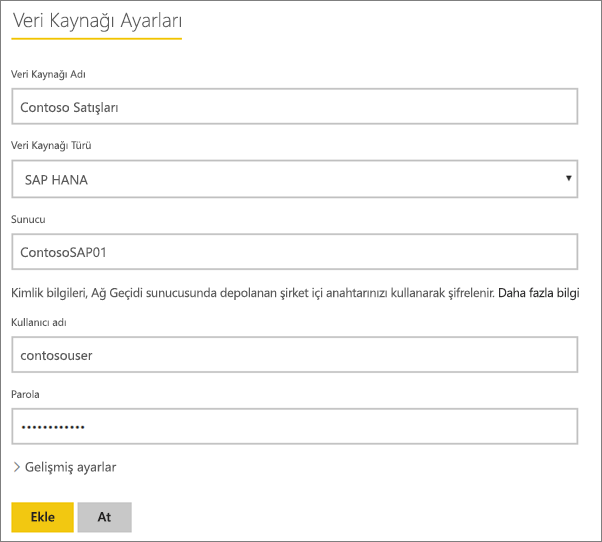 Veri Kaynağı Ayarları
Veri Kaynağı Adı
Contoso Satışları
Veri Kaynağı Türü
SAP HANA
Sunucu
ContosoSAP01
Kimlik bilgileri, Ağ Geçidi sunucusunda depolanan şirket içi anahtarınızı kullanarak şifrelenir. Daha fazla bilgi
Kullanıcı adı
contosouser
Parola
••••••••••••
Gelişmiş ayarlar
Ekle At